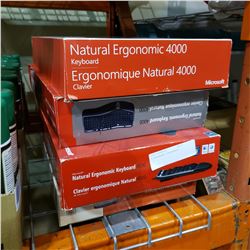 Natural Ergonomic 4000
Keyboard
Ergonomique Natural 4000
Clavier
Microsoft
Natural Ergonomic Keyboard
Clavier ergonomique Natural